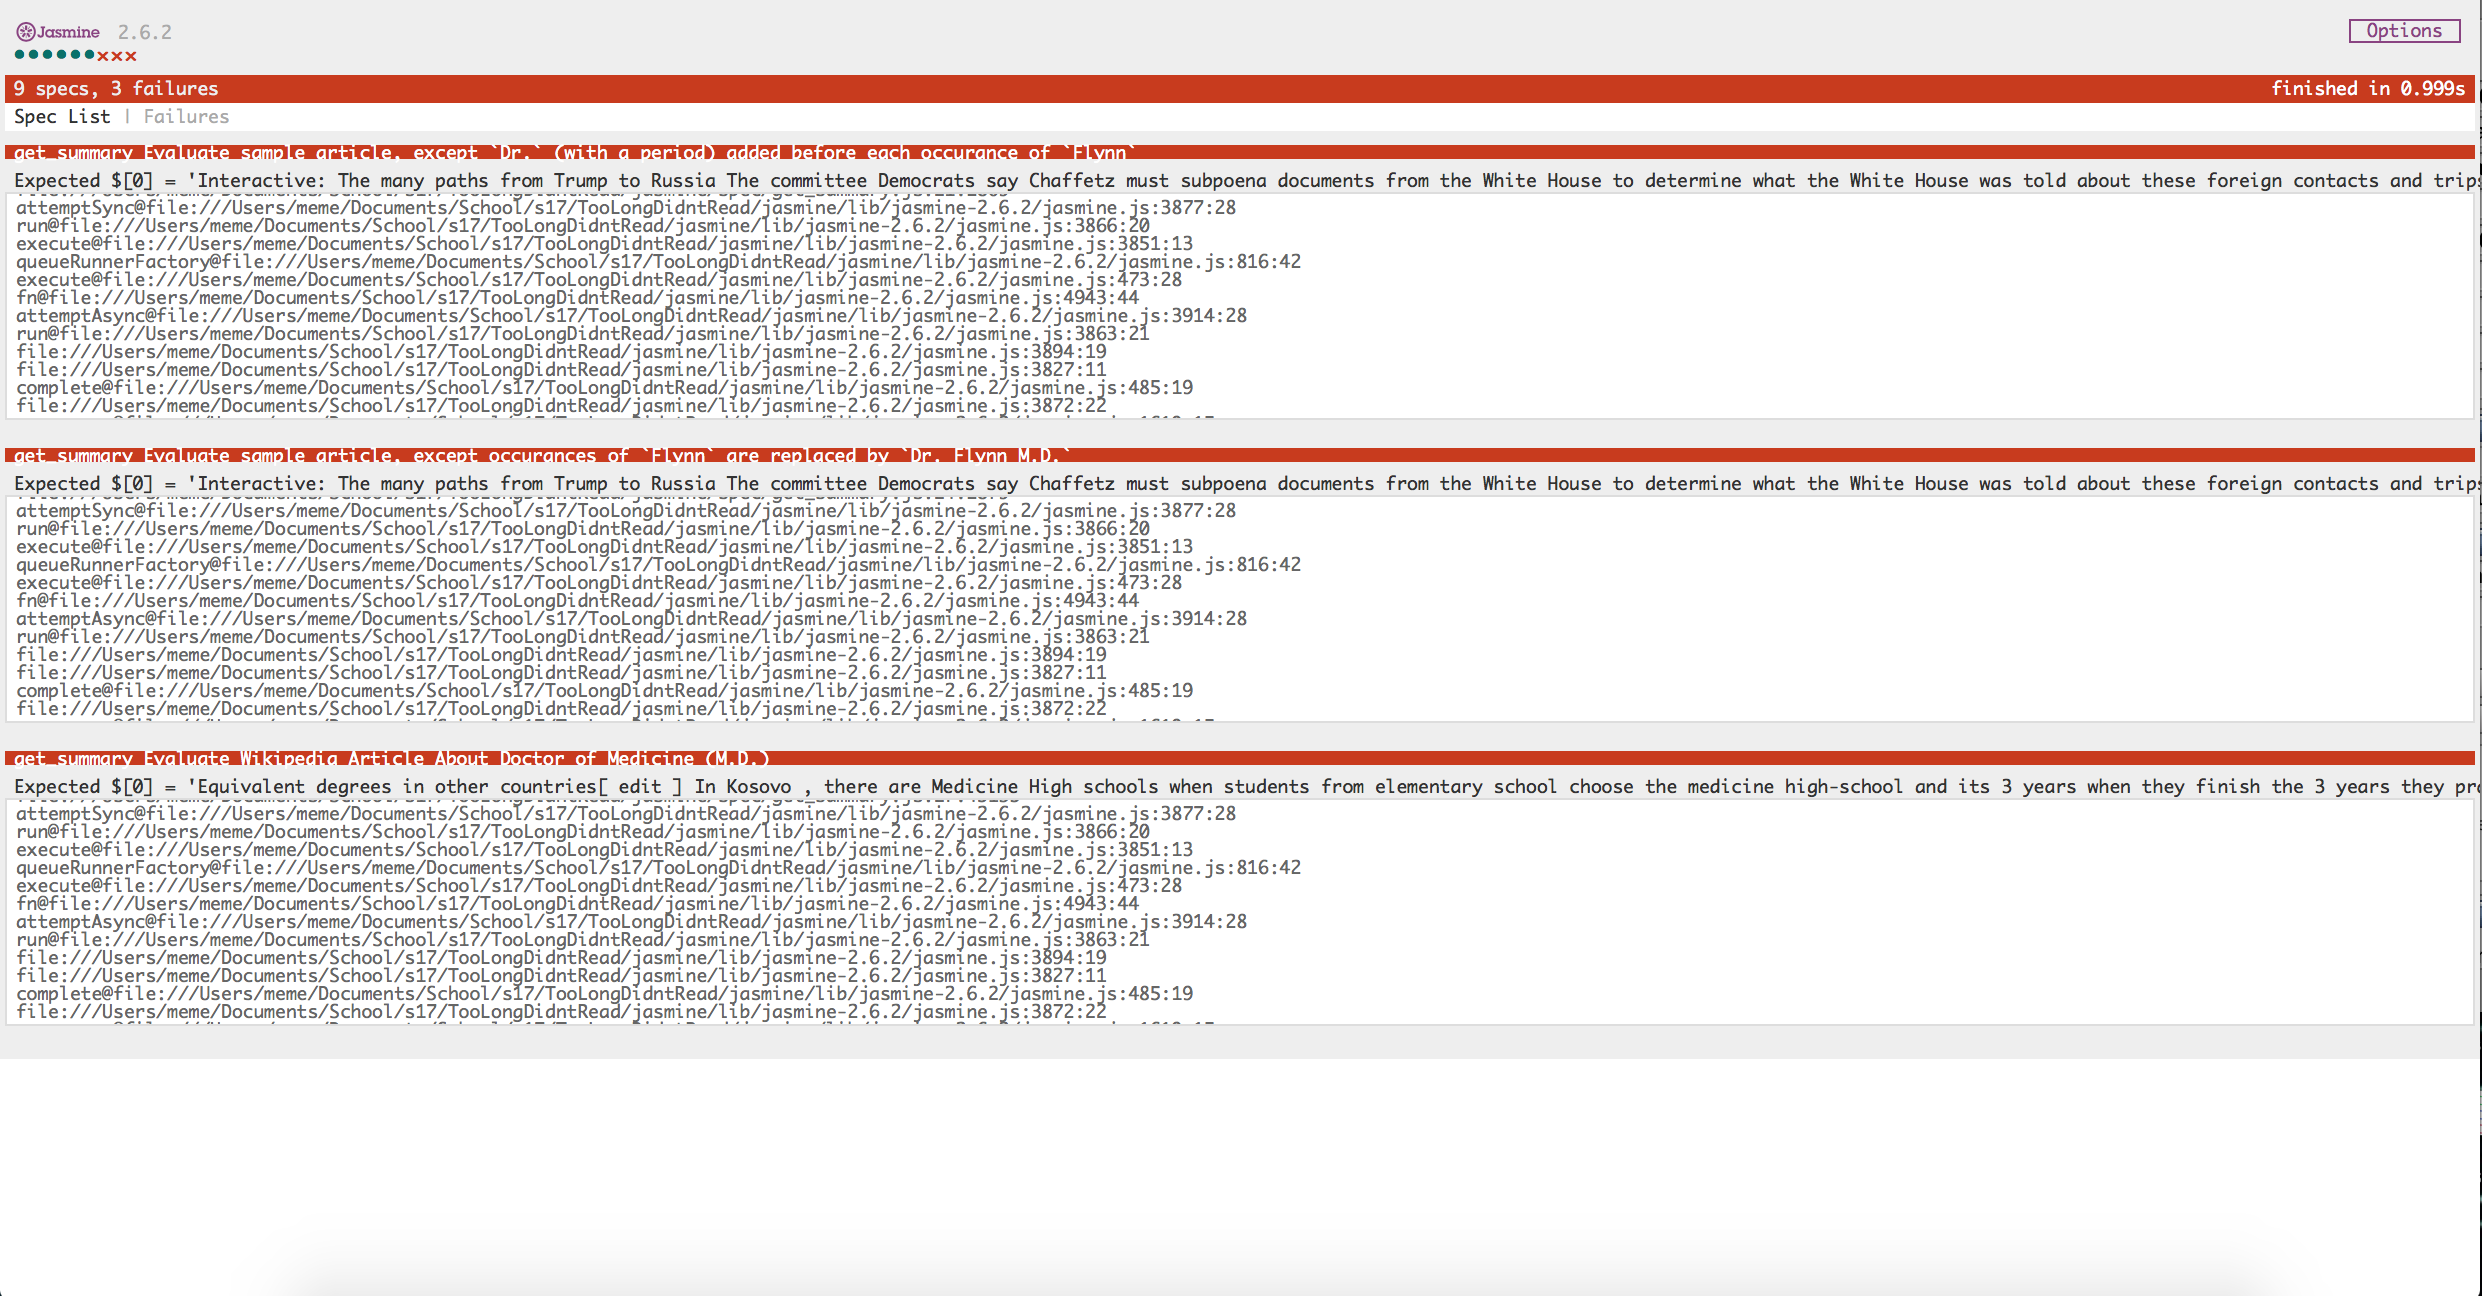 Jasmine 2.6.2
Options
×××
9 specs, 3 failures finished in 0.999s
Spec List | Failures
get_summary Evaluate sample article, except `Dr.` (with a period) added before each occurance of `Flynn`
Expected $[0] = 'Interactive: The many paths from Trump to Russia The committee Democrats say Chaffetz must subpoena documents from the White House to determine what the White House was told about these foreign contacts and trips
attemptSync@file:///Users/meme/Documents/School/s17/TooLongDidntRead/jasmine/lib/jasmine-2.6.2/jasmine.js:3877:28
run@file:///Users/meme/Documents/School/s17/TooLongDidntRead/jasmine/lib/jasmine-2.6.2/jasmine.js:3866:20
execute@file:///Users/meme/Documents/School/s17/TooLongDidntRead/jasmine/lib/jasmine-2.6.2/jasmine.js:3851:13
queueRunnerFactory@file:///Users/meme/Documents/School/s17/TooLongDidntRead/jasmine/lib/jasmine-2.6.2/jasmine.js:816:42
execute@file:///Users/meme/Documents/School/s17/TooLongDidntRead/jasmine/lib/jasmine-2.6.2/jasmine.js:473:28
fn@file:///Users/meme/Documents/School/s17/TooLongDidntRead/jasmine/lib/jasmine-2.6.2/jasmine.js:4943:44
attemptAsync@file:///Users/meme/Documents/School/s17/TooLongDidntRead/jasmine/lib/jasmine-2.6.2/jasmine.js:3914:28
run@file:///Users/meme/Documents/School/s17/TooLongDidntRead/jasmine/lib/jasmine-2.6.2/jasmine.js:3863:21
file:///Users/meme/Documents/School/s17/TooLongDidntRead/jasmine/lib/jasmine-2.6.2/jasmine.js:3894:19
file:///Users/meme/Documents/School/s17/TooLongDidntRead/jasmine/lib/jasmine-2.6.2/jasmine.js:3827:11
complete@file:///Users/meme/Documents/School/s17/TooLongDidntRead/jasmine/lib/jasmine-2.6.2/jasmine.js:485:19
file:///Users/meme/Documents/School/s17/TooLongDidntRead/jasmine/lib/jasmine-2.6.2/jasmine.js:3872:22
get_summary Evaluate sample article, except occurances of `Flynn` are replaced by `Dr. Flynn M.D.`
Expected $[0] = 'Interactive: The many paths from Trump to Russia The committee Democrats say Chaffetz must subpoena documents from the White House to determine what the White House was told about these foreign contacts and trips
attemptSync@file:///Users/meme/Documents/School/s17/TooLongDidntRead/jasmine/lib/jasmine-2.6.2/jasmine.js:3877:28
run@file:///Users/meme/Documents/School/s17/TooLongDidntRead/jasmine/lib/jasmine-2.6.2/jasmine.js:3866:20
execute@file:///Users/meme/Documents/School/s17/TooLongDidntRead/jasmine/lib/jasmine-2.6.2/jasmine.js:3851:13
queueRunnerFactory@file:///Users/meme/Documents/School/s17/TooLongDidntRead/jasmine/lib/jasmine-2.6.2/jasmine.js:816:42
execute@file:///Users/meme/Documents/School/s17/TooLongDidntRead/jasmine/lib/jasmine-2.6.2/jasmine.js:473:28
fn@file:///Users/meme/Documents/School/s17/TooLongDidntRead/jasmine/lib/jasmine-2.6.2/jasmine.js:4943:44
attemptAsync@file:///Users/meme/Documents/School/s17/TooLongDidntRead/jasmine/lib/jasmine-2.6.2/jasmine.js:3914:28
run@file:///Users/meme/Documents/School/s17/TooLongDidntRead/jasmine/lib/jasmine-2.6.2/jasmine.js:3863:21
file:///Users/meme/Documents/School/s17/TooLongDidntRead/jasmine/lib/jasmine-2.6.2/jasmine.js:3894:19
file:///Users/meme/Documents/School/s17/TooLongDidntRead/jasmine/lib/jasmine-2.6.2/jasmine.js:3827:11
complete@file:///Users/meme/Documents/School/s17/TooLongDidntRead/jasmine/lib/jasmine-2.6.2/jasmine.js:485:19
file:///Users/meme/Documents/School/s17/TooLongDidntRead/jasmine/lib/jasmine-2.6.2/jasmine.js:3872:22
get_summary Evaluate Wikipedia Article About Doctor of Medicine (M.D.)
Expected $[0] = 'Equivalent degrees in other countries[ edit ] In Kosovo , there are Medicine High schools when students from elementary school choose the medicine high-school and its 3 years when they finish the 3 years they
attemptSync@file:///Users/meme/Documents/School/s17/TooLongDidntRead/jasmine/lib/jasmine-2.6.2/jasmine.js:3877:28
run@file:///Users/meme/Documents/School/s17/TooLongDidntRead/jasmine/lib/jasmine-2.6.2/jasmine.js:3866:20
execute@file:///Users/meme/Documents/School/s17/TooLongDidntRead/jasmine/lib/jasmine-2.6.2/jasmine.js:3851:13
queueRunnerFactory@file:///Users/meme/Documents/School/s17/TooLongDidntRead/jasmine/lib/jasmine-2.6.2/jasmine.js:816:42
execute@file:///Users/meme/Documents/School/s17/TooLongDidntRead/jasmine/lib/jasmine-2.6.2/jasmine.js:473:28
fn@file:///Users/meme/Documents/School/s17/TooLongDidntRead/jasmine/lib/jasmine-2.6.2/jasmine.js:4943:44
attemptAsync@file:///Users/meme/Documents/School/s17/TooLongDidntRead/jasmine/lib/jasmine-2.6.2/jasmine.js:3914:28
run@file:///Users/meme/Documents/School/s17/TooLongDidntRead/jasmine/lib/jasmine-2.6.2/jasmine.js:3863:21
file:///Users/meme/Documents/School/s17/TooLongDidntRead/jasmine/lib/jasmine-2.6.2/jasmine.js:3894:19
file:///Users/meme/Documents/School/s17/TooLongDidntRead/jasmine/lib/jasmine-2.6.2/jasmine.js:3827:11
complete@file:///Users/meme/Documents/School/s17/TooLongDidntRead/jasmine/lib/jasmine-2.6.2/jasmine.js:485:19
file:///Users/meme/Documents/School/s17/TooLongDidntRead/jasmine/lib/jasmine-2.6.2/jasmine.js:3872:22